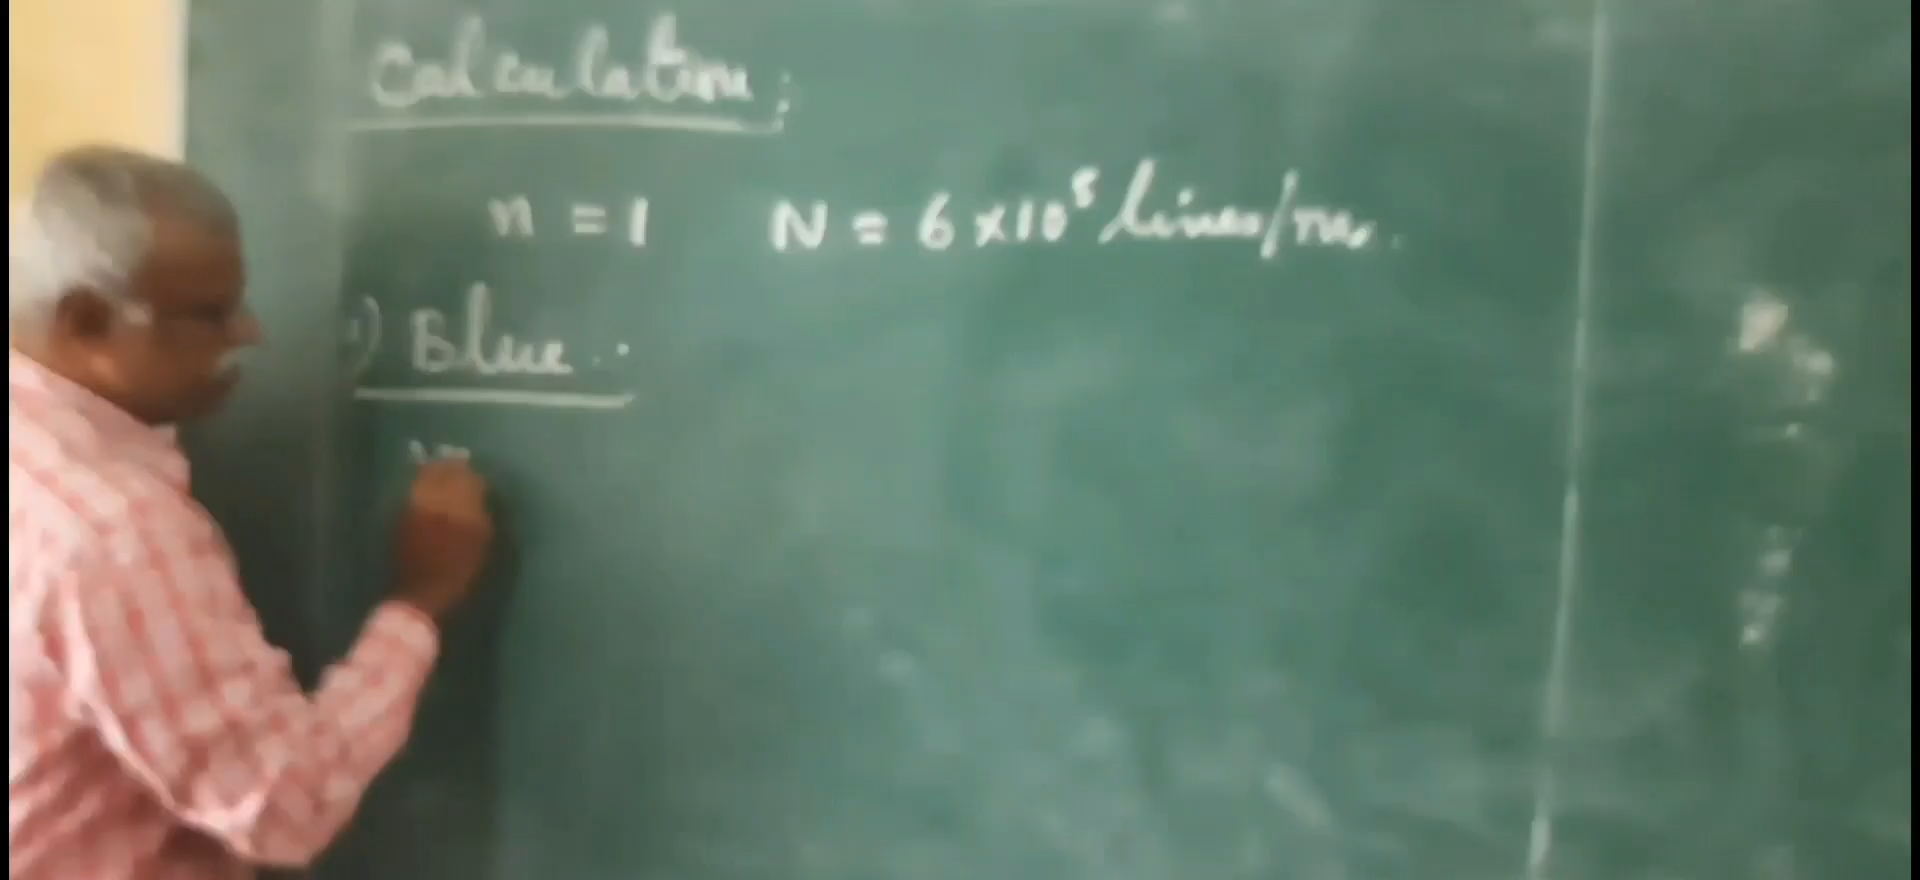 Calculation:
n = 1 N = 6 × 10⁵ lines/m.
i) Blue :